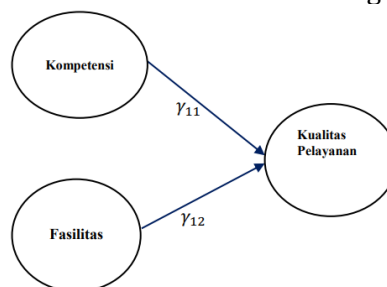 Kompetensi
γ11
Kualitas
Pelayanan
γ12
Fasilitas